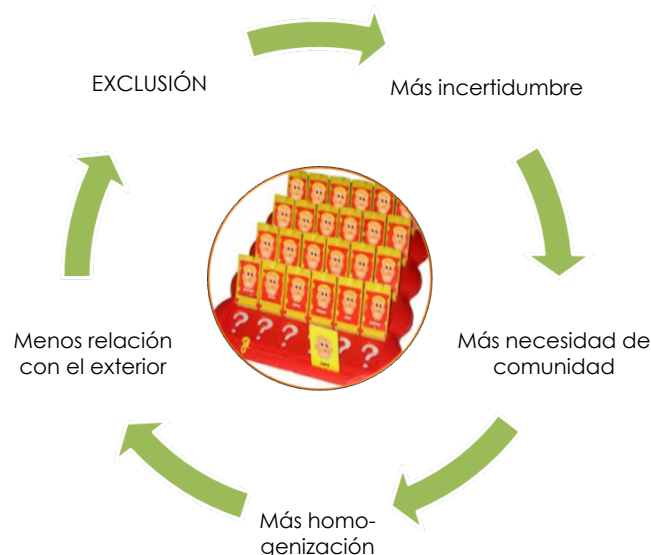 EXCLUSIÓN
Más incertidumbre
Más necesidad de
comunidad
Más homo-
genización
Menos relación
con el exterior
? ? ? ? ?
?